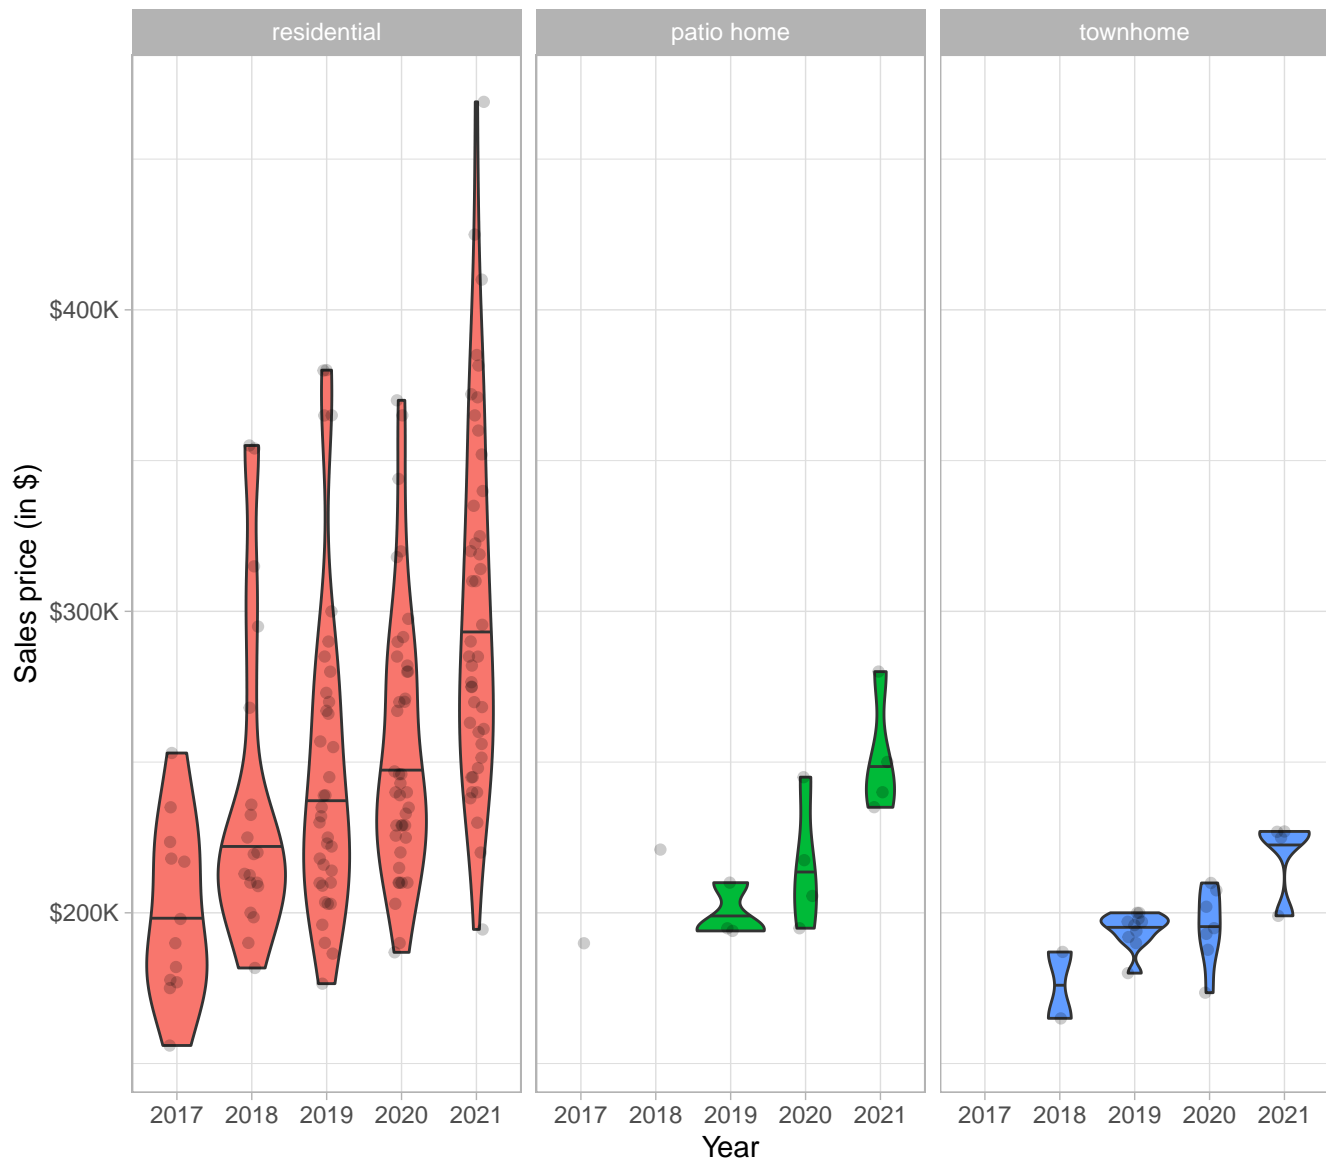 residential patio home townhome
$400K
$300K
$200K
Sales price (in $)
2017 2018 2019 2020 2021 2017 2018 2019 2020 2021 2017 2018 2019 2020 2021
Year